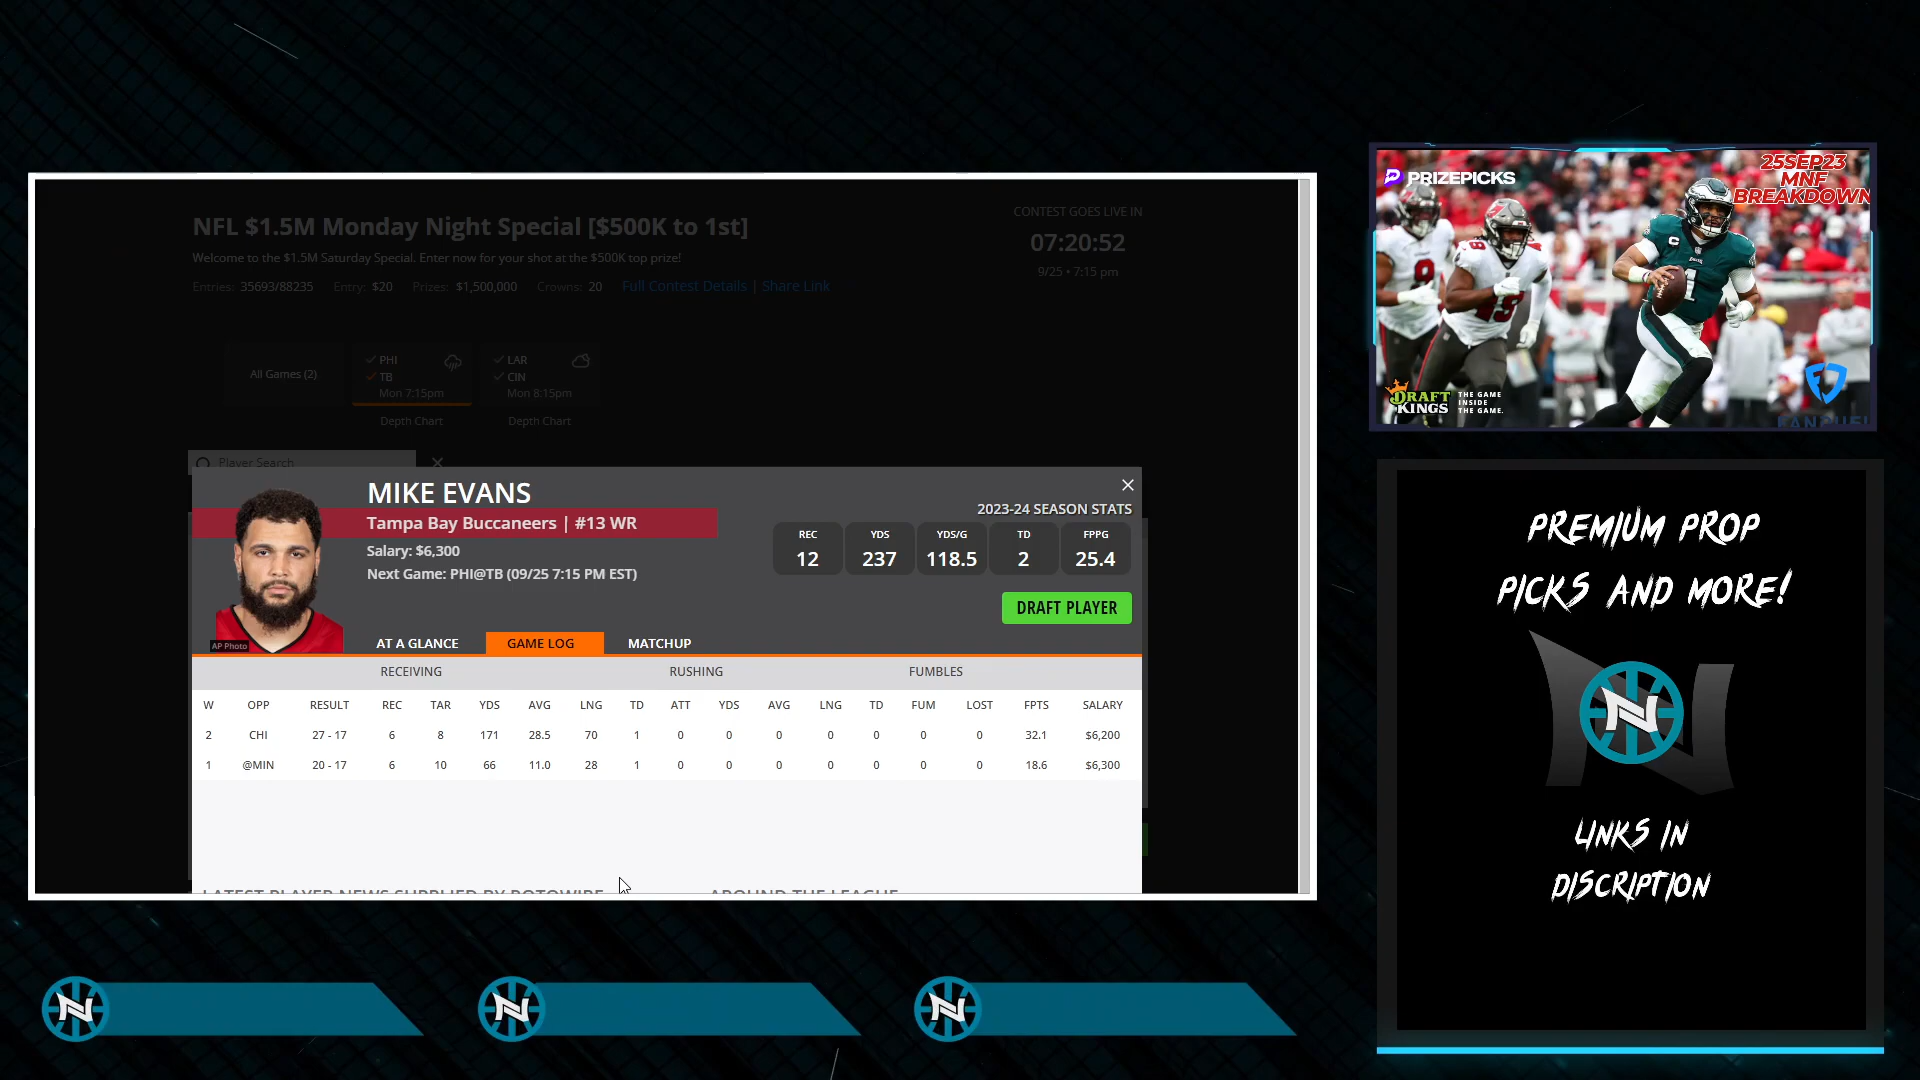 NFL $1.5M Monday Night Special [$500K to 1st]
Welcome to the $1.5M Saturday Special. Enter now for your shot at the $500K top prize!
Entries: 35693/88235 Entry: $20 Prizes: $1,500,000 Crowns: 20 Full Contest Details | Share Link
CONTEST GOES LIVE IN
07:20:52
9/25 • 7:15 pm
All Games (2)
PHI
TB
Mon 7:15pm
Depth Chart
LAR
CIN
Mon 8:15pm
Depth Chart
Player Search
MIKE EVANS
Tampa Bay Buccaneers | #13 WR
Salary: $6,300
Next Game: PHI@TB (09/25 7:15 PM EST)
AP Photo
2023-24 SEASON STATS
REC YDS YDS/G TD FPPG
12 237 118.5 2 25.4
DRAFT PLAYER
AT A GLANCE GAME LOG MATCHUP
RECEIVING RUSHING FUMBLES
W OPP RESULT REC TAR YDS AVG LNG TD ATT YDS AVG LNG TD FUM LOST FPTS SALARY
2 CHI 27 - 17 6 8 171 28.5 70 1 0 0 0 0 0 0 0 32.1 $6,200
1 @MIN 20 - 17 6 10 66 11.0 28 1 0 0 0 0 0 0 0 18.6 $6,300
LATEST PLAYER NEWS SUPPLIED BY ROTOWIRE
AROUND THE LEAGUE
PRIZEPICKS
25SEP23
MNF
BREAKDOWN
DRAFT
KINGS
THE GAME
INSIDE
THE GAME.
FANDUEL
PREMIUM PROP
PICKS AND MORE!
LINKS IN
DISCRIPTION